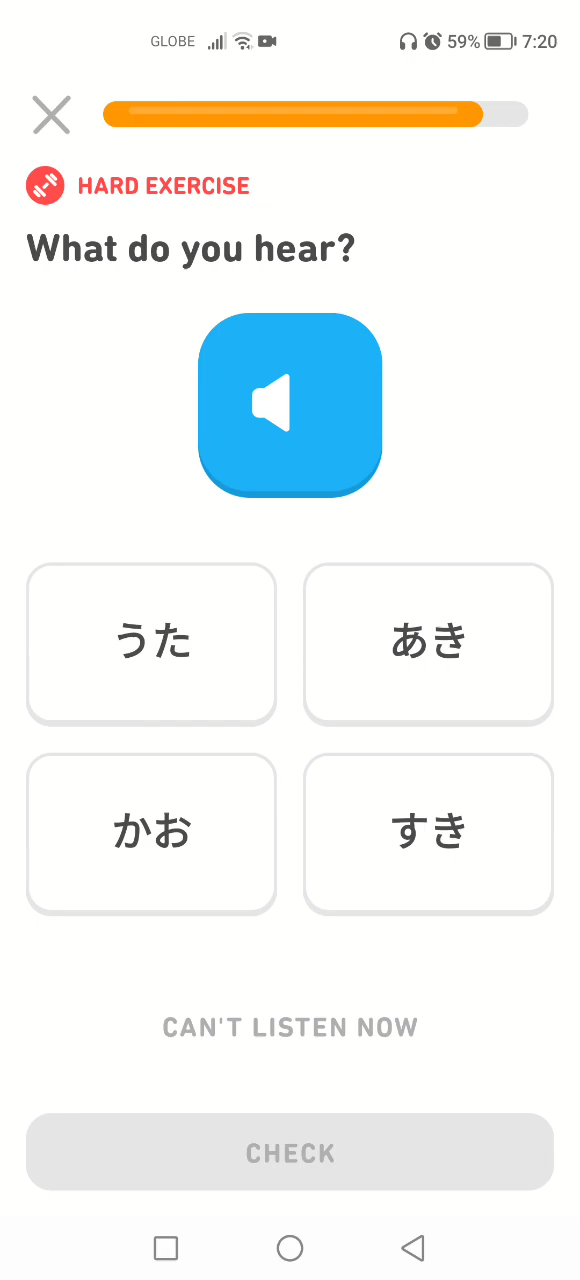 GLOBE 59% 7:20
HARD EXERCISE
What do you hear?
うた
あき
かお
すき
CAN'T LISTEN NOW
CHECK